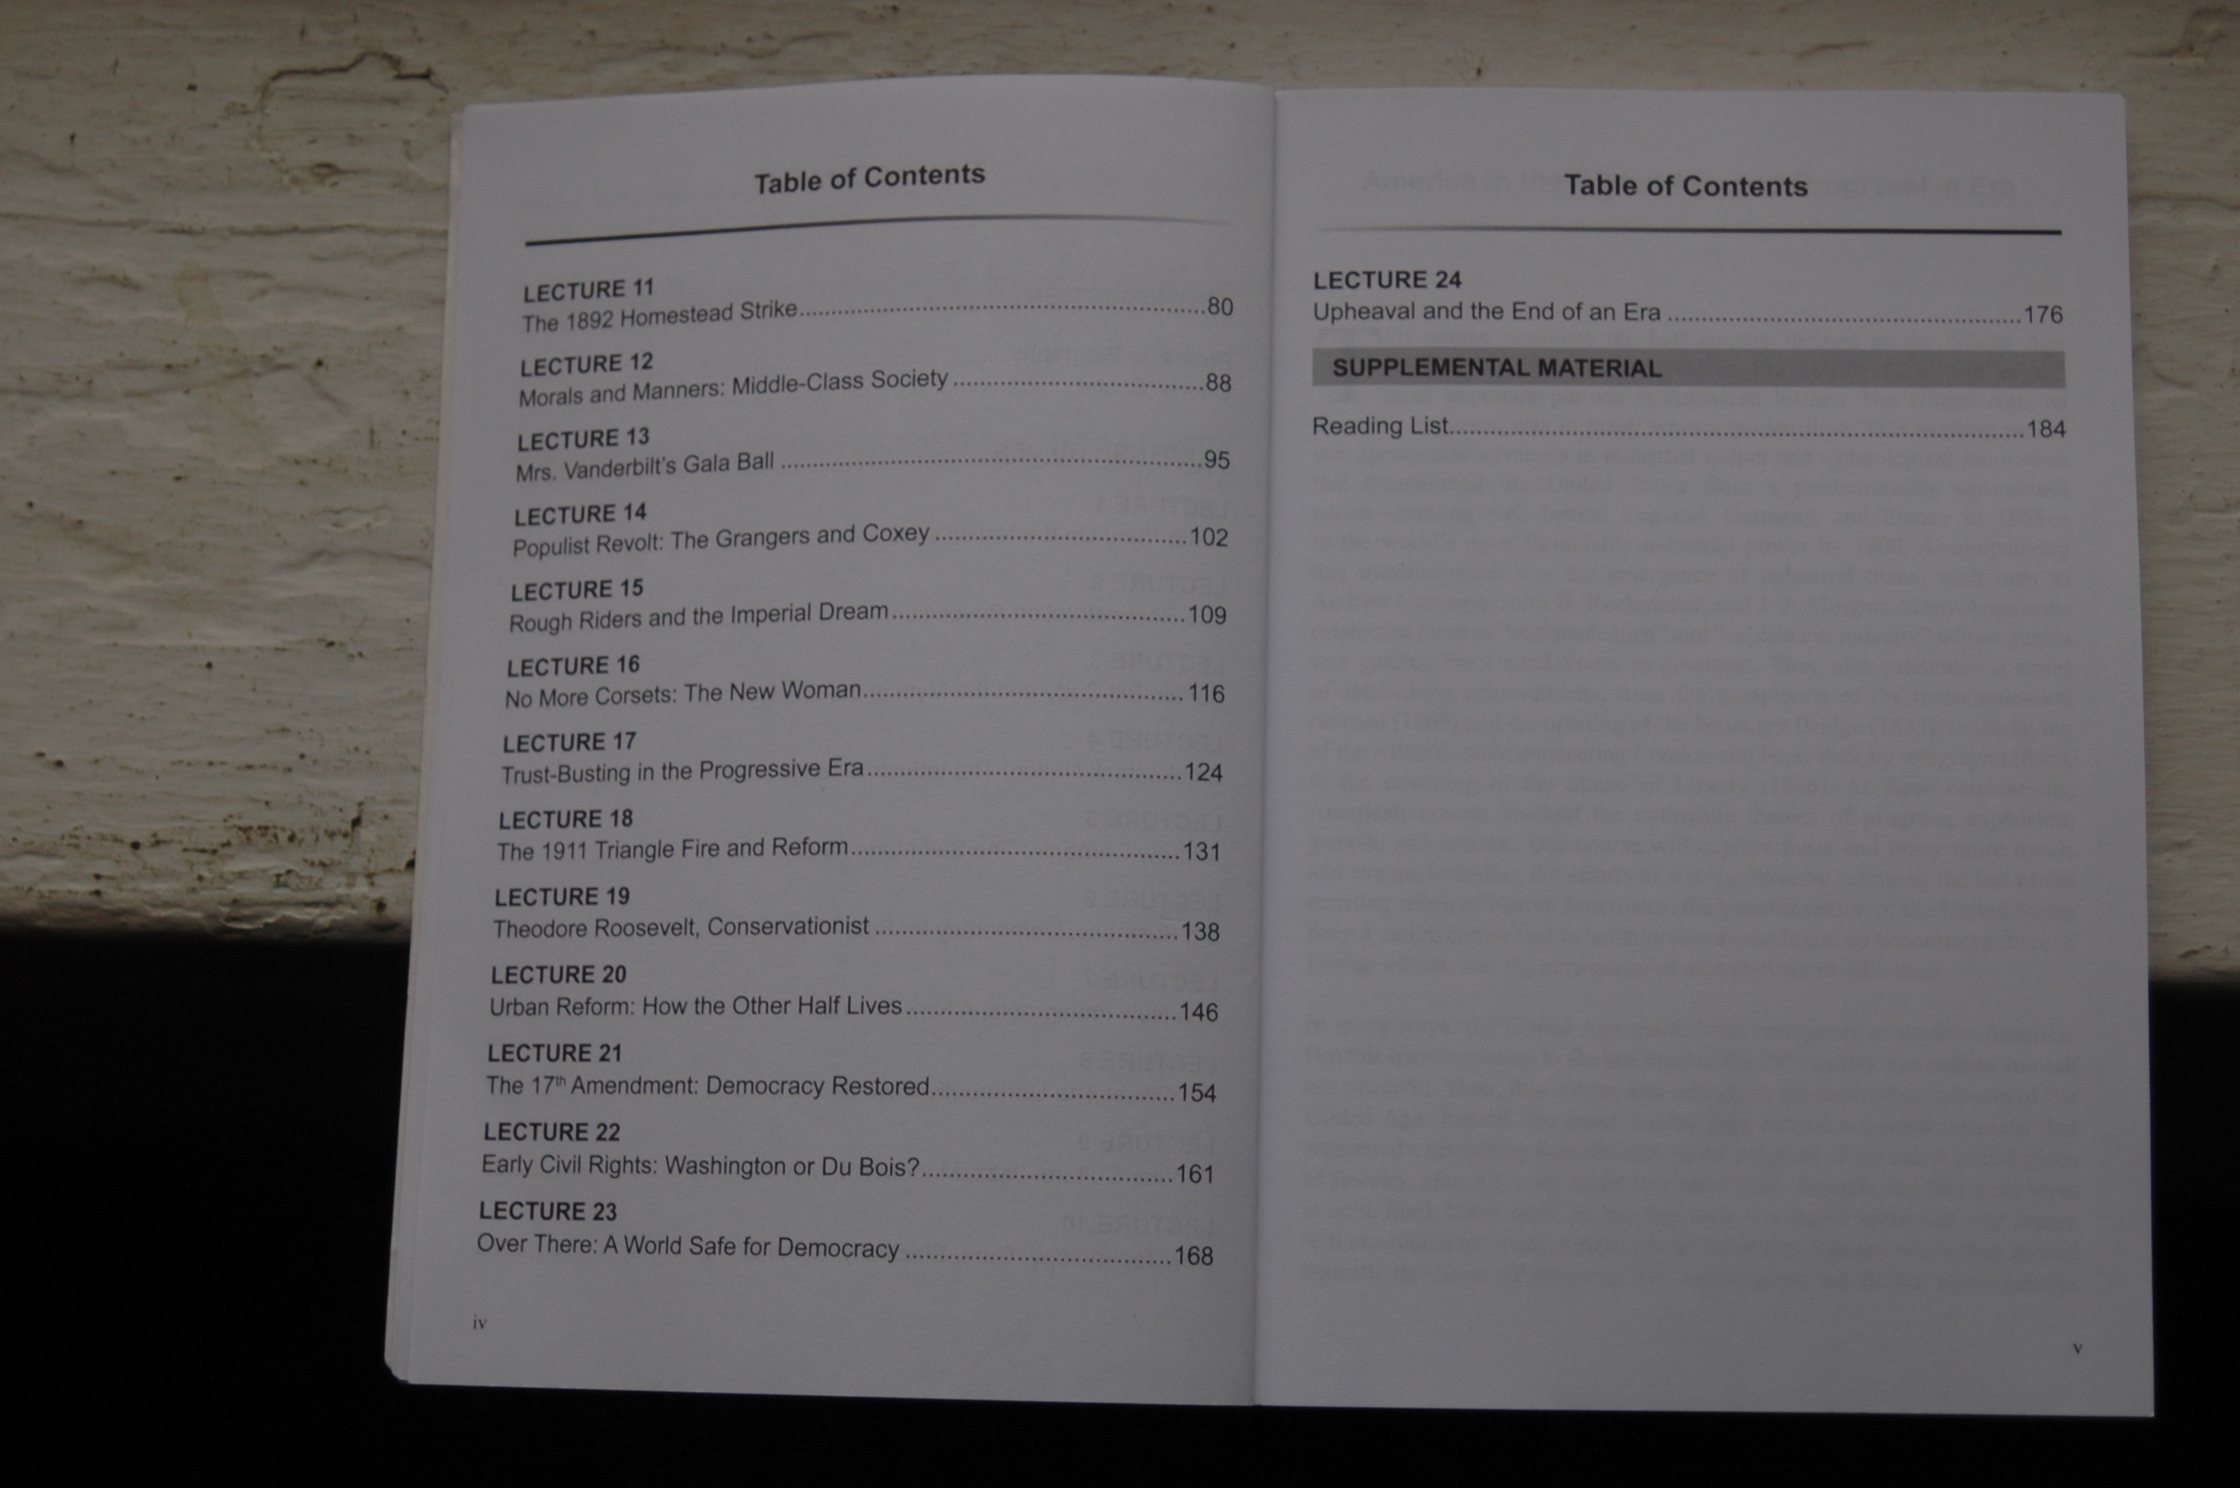 Table of Contents
LECTURE 11
The 1892 Homestead Strike....................80
LECTURE 12
Morals and Manners: Middle-Class Society....................88
LECTURE 13
Mrs. Vanderbilt's Gala Ball....................95
LECTURE 14
Populist Revolt: The Grangers and Coxey....................102
LECTURE 15
Rough Riders and the Imperial Dream....................109
LECTURE 16
No More Corsets: The New Woman....................116
LECTURE 17
Trust-Busting in the Progressive Era....................124
LECTURE 18
The 1911 Triangle Fire and Reform....................131
LECTURE 19
Theodore Roosevelt, Conservationist....................138
LECTURE 20
Urban Reform: How the Other Half Lives....................146
LECTURE 21
The 17th Amendment: Democracy Restored....................154
LECTURE 22
Early Civil Rights: Washington or Du Bois?....................161
LECTURE 23
Over There: A World Safe for Democracy....................168
iv
Table of Contents
LECTURE 24
Upheaval and the End of an Era....................176
SUPPLEMENTAL MATERIAL
Reading List....................184
v